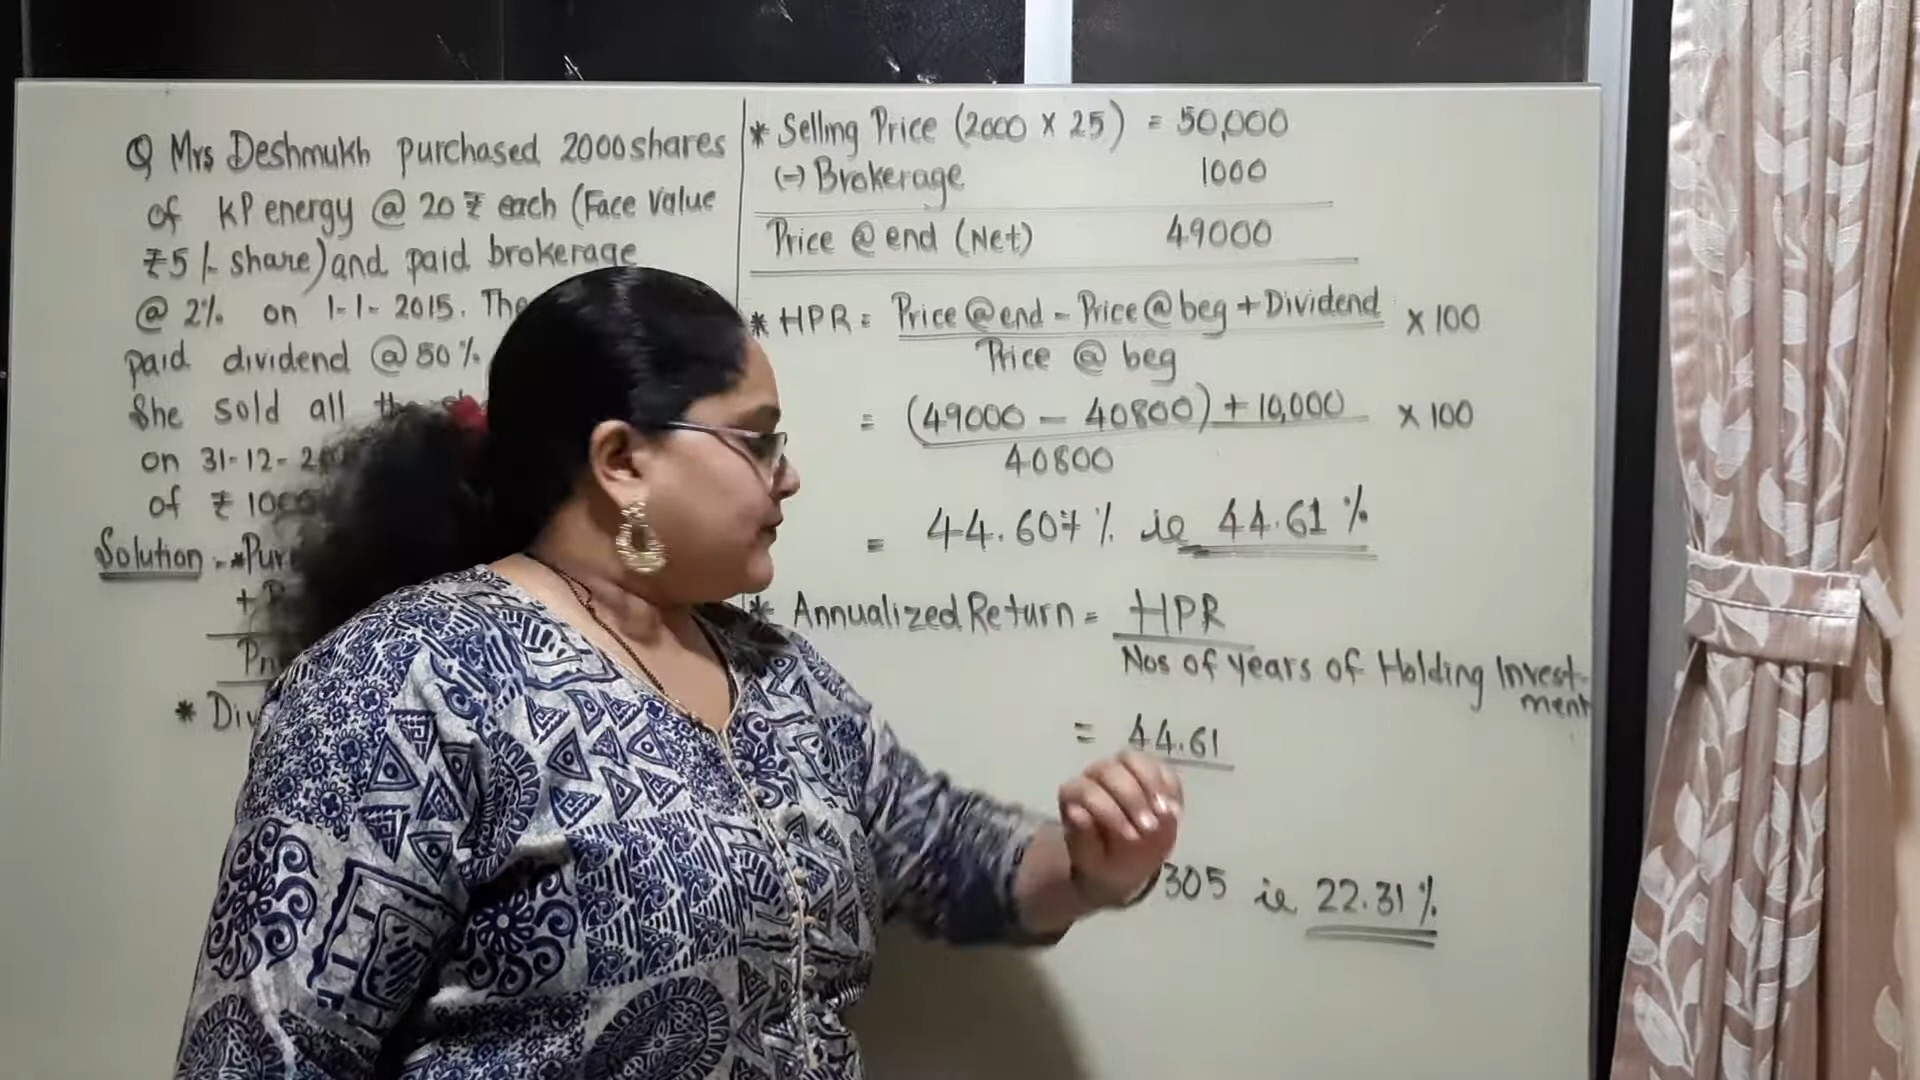 Q Mrs Deshmukh purchased 2000 shares
of KP energy @ 20 ₹ each (Face value
₹5/- share) and paid brokerage
@ 2% on 1-1-2015. The
paid dividend @ 50%
She sold all the
on 31-12-
of ₹ 1000
Solution :- *
+
* Div
* Selling Price (2000 x 25) = 50,000
(-) Brokerage 1000
Price @ end (Net) 49000
* HPR = Price @ end - Price @ beg + Dividend x 100
Price @ beg
= (49000 - 40800) + 10,000 x 100
40800
= 44.607% ie 44.61%
* Annualized Return = HPR
Nos of years of Holding Invest-
ment
= 44.61
305 ie 22.31%